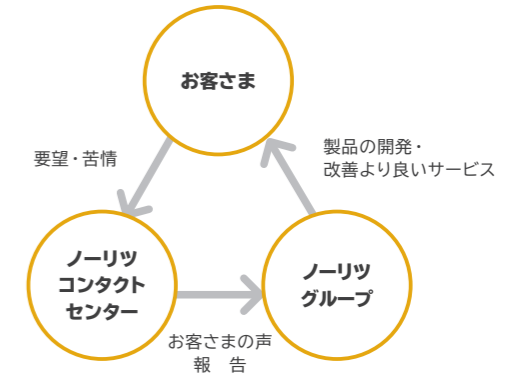 お客さま
要望・苦情
製品の開発・
改善より良いサービス
ノーリツ
コンタクト
センター
ノーリツ
グループ
お客さまの声
報　告